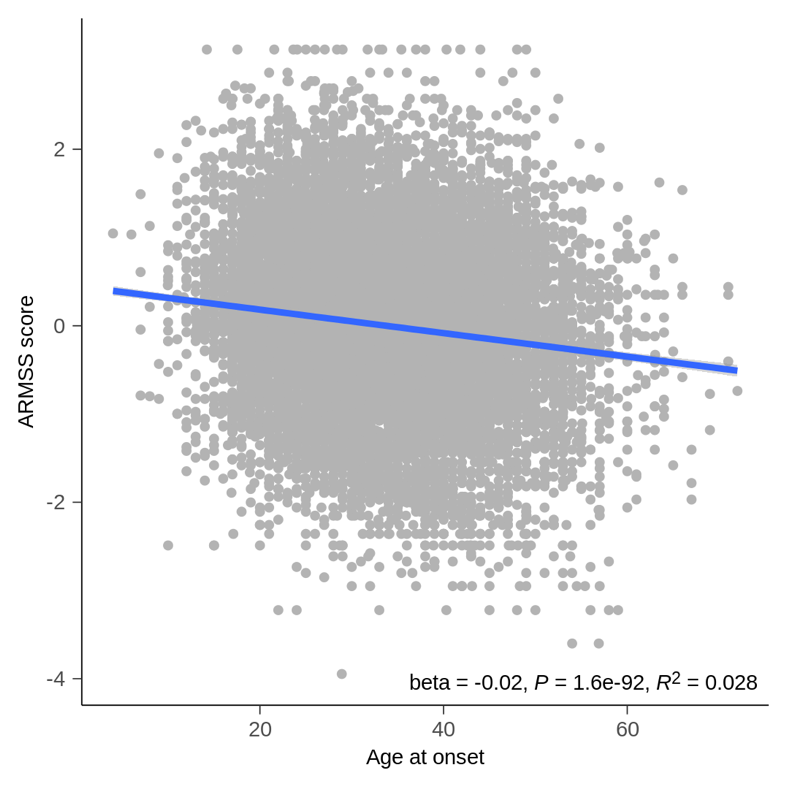 2
0
-2
-4
ARMSS score
beta = -0.02, P = 1.6e-92, R² = 0.028
20 40 60
Age at onset